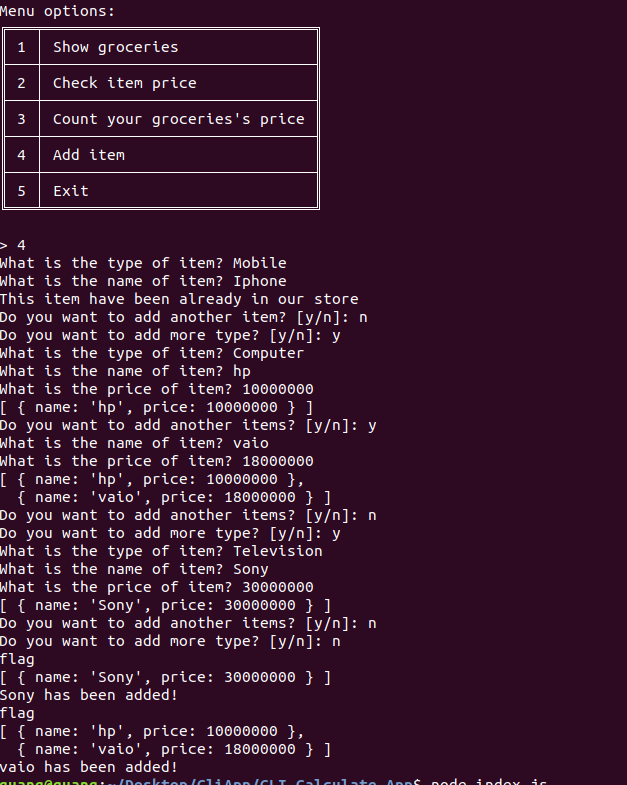 Menu options:
1 Show groceries
2 Check item price
3 Count your groceries's price
4 Add item
5 Exit
> 4
What is the type of item? Mobile
What is the name of item? Iphone
This item have been already in our store
Do you want to add another item? [y/n]: n
Do you want to add more type? [y/n]: y
What is the type of item? Computer
What is the name of item? hp
What is the price of item? 10000000
[ { name: 'hp', price: 10000000 } ]
Do you want to add another items? [y/n]: y
What is the name of item? vaio
What is the price of item? 18000000
[ { name: 'hp', price: 10000000 },
  { name: 'vaio', price: 18000000 } ]
Do you want to add another items? [y/n]: n
Do you want to add more type? [y/n]: y
What is the type of item? Television
What is the name of item? Sony
What is the price of item? 30000000
[ { name: 'Sony', price: 30000000 } ]
Do you want to add another items? [y/n]: n
Do you want to add more type? [y/n]: n
flag
[ { name: 'Sony', price: 30000000 } ]
Sony has been added!
flag
[ { name: 'hp', price: 10000000 },
  { name: 'vaio', price: 18000000 } ]
vaio has been added!
quang@quang:~/Desktop/CliApp/CLI-Calculate-App$ node index.js